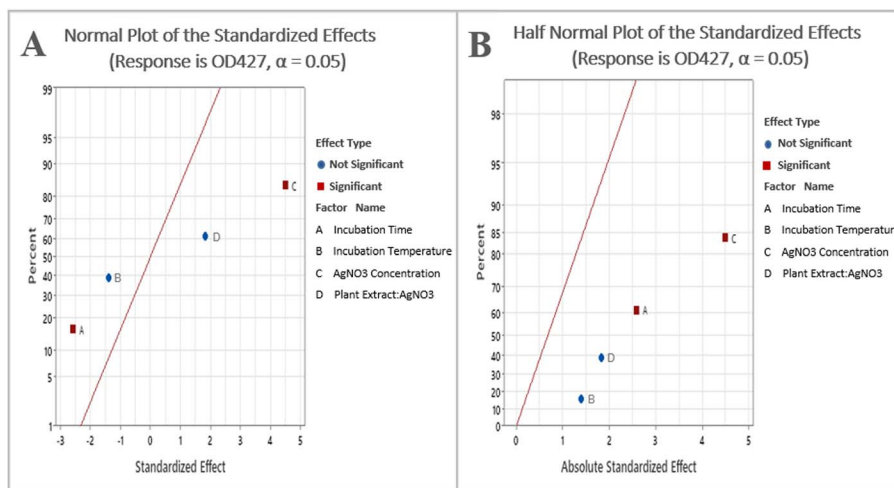 A
Normal Plot of the Standardized Effects
(Response is OD427, α = 0.05)
Percent
99
95
90
80
70
60
50
40
30
20
10
5
1
C
D
B
A
-3 -2 -1 0 1 2 3 4 5
Standardized Effect
Effect Type
Not Significant
Significant
Factor Name
A Incubation Time
B Incubation Temperature
C AgNO3 Concentration
D Plant Extract:AgNO3
B
Half Normal Plot of the Standardized Effects
(Response is OD427, α = 0.05)
Percent
98
95
90
85
80
70
60
50
40
30
20
10
0
C
A
D
B
0 1 2 3 4 5
Absolute Standardized Effect
Effect Type
Not Significant
Significant
Factor Name
A Incubation Time
B Incubation Temperature
C AgNO3 Concentration
D Plant Extract:AgNO3